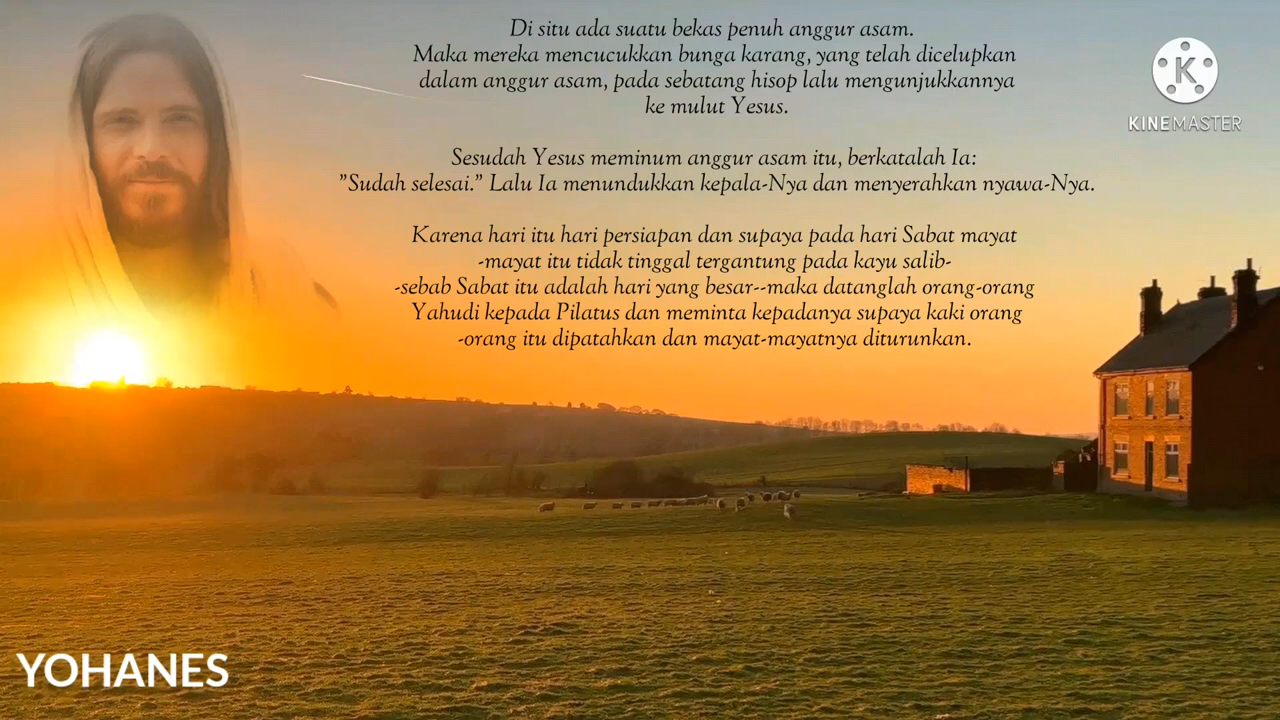 Di situ ada suatu bekas penuh anggur asam.
Maka mereka mencucukkan bunga karang, yang telah dicelupkan
dalam anggur asam, pada sebatang hisop lalu mengunjukkannya
ke mulut Yesus.
Sesudah Yesus meminum anggur asam itu, berkatalah Ia:
”Sudah selesai.” Lalu Ia menundukkan kepala-Nya dan menyerahkan nyawa-Nya.
Karena hari itu hari persiapan dan supaya pada hari Sabat mayat
-mayat itu tidak tinggal tergantung pada kayu salib-
-sebab Sabat itu adalah hari yang besar--maka datanglah orang-orang
Yahudi kepada Pilatus dan meminta kepadanya supaya kaki orang
-orang itu dipatahkan dan mayat-mayatnya diturunkan.
K
KINEMASTER
YOHANES